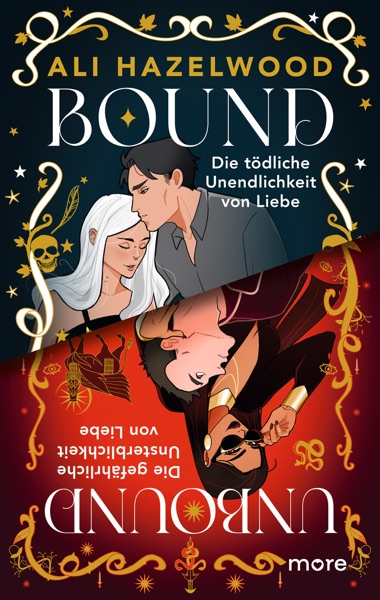 ALI HAZELWOOD
BOUND
Die tödliche
Unendlichkeit
von Liebe
Die gefährliche
Unsterblichkeit
von Liebe
UNBOUND
more